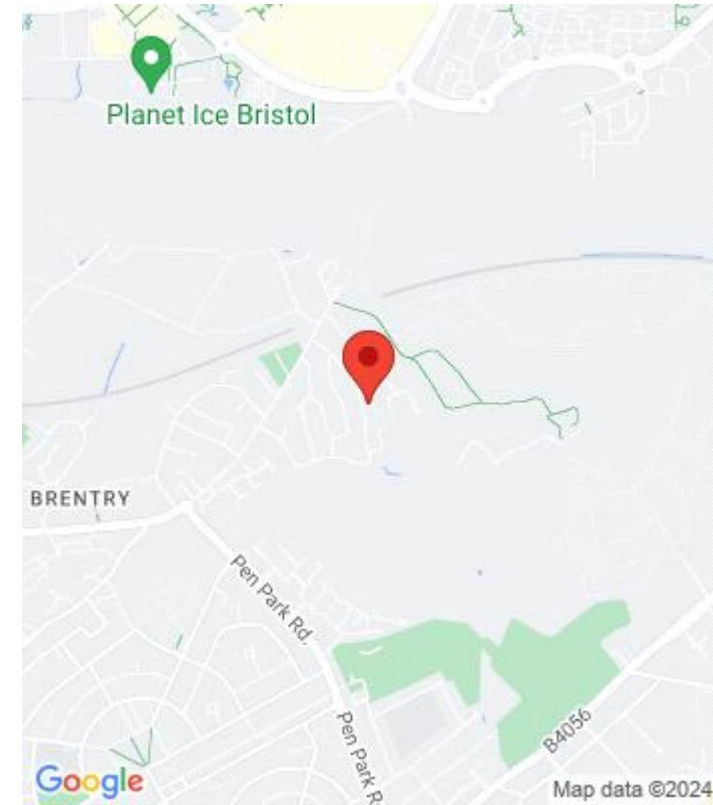 Planet Ice Bristol
BRENTRY
Pen Park Rd.
B4056
Pen Park R
Google
Map data ©2024